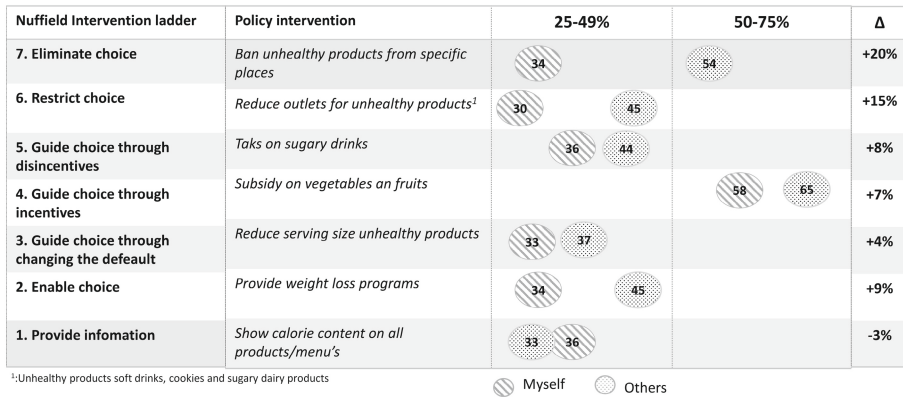 Nuffield Intervention ladder Policy intervention 25-49% 50-75% Δ
7. Eliminate choice Ban unhealthy products from specific places 34 54 +20%
6. Restrict choice Reduce outlets for unhealthy products1 30 45 +15%
5. Guide choice through disincentives Taks on sugary drinks 36 44 +8%
4. Guide choice through incentives Subsidy on vegetables an fruits 58 65 +7%
3. Guide choice through changing the defeault Reduce serving size unhealthy products 33 37 +4%
2. Enable choice Provide weight loss programs 34 45 +9%
1. Provide infomation Show calorie content on all products/menu's 33 36 -3%
1:Unhealthy products soft drinks, cookies and sugary dairy products
Myself Others